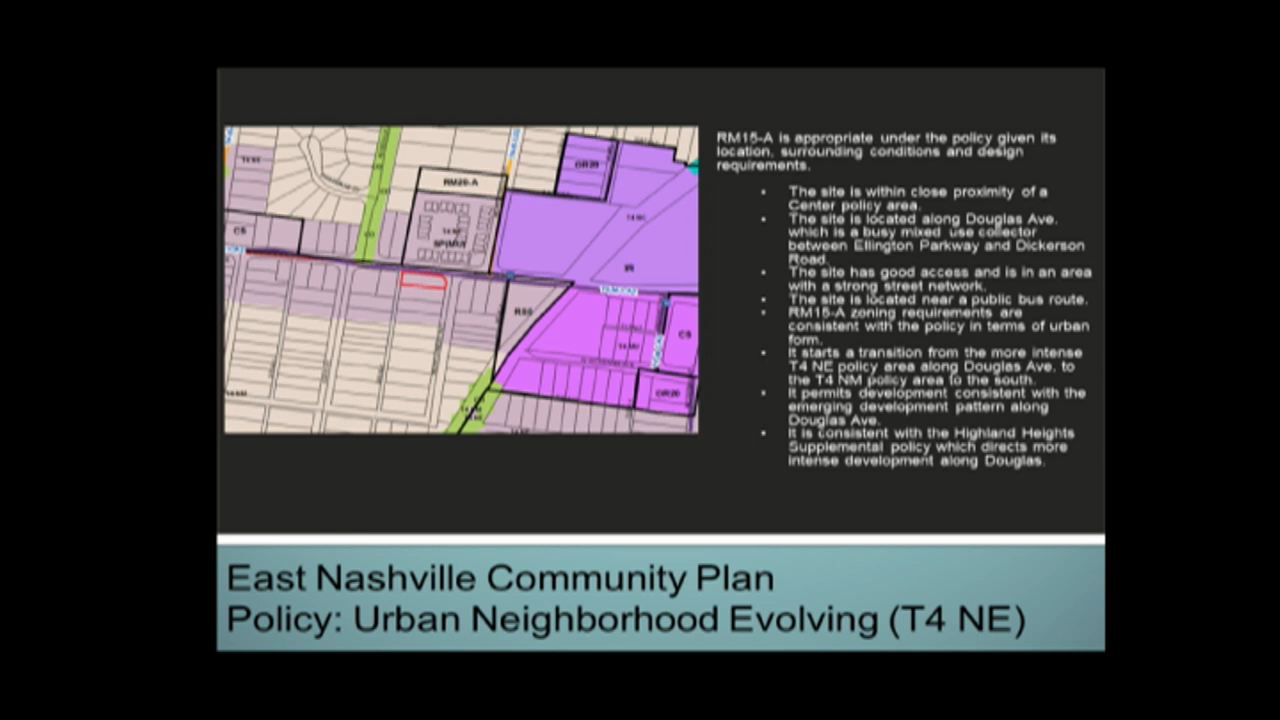 RM20-A
OR20
CS
IR
CS
OR20
RM15-A is appropriate under the policy given its
location, surrounding conditions and design
requirements.
• The site is within close proximity of a
Center policy area.
• The site is located along Douglas Ave.
which is a busy mixed use collector
between Ellington Parkway and Dickerson
Road.
• The site has good access and is in an area
with a strong street network.
• The site is located near a public bus route.
• RM15-A zoning requirements are
consistent with the policy in terms of urban
form.
• It starts a transition from the more intense
T4 NE policy area along Douglas Ave. to
the T4 NM policy area to the south.
• It permits development consistent with the
emerging development pattern along
Douglas Ave.
• It is consistent with the Highland Heights
Supplemental policy which directs more
intense development along Douglas.
East Nashville Community Plan
Policy: Urban Neighborhood Evolving (T4 NE)